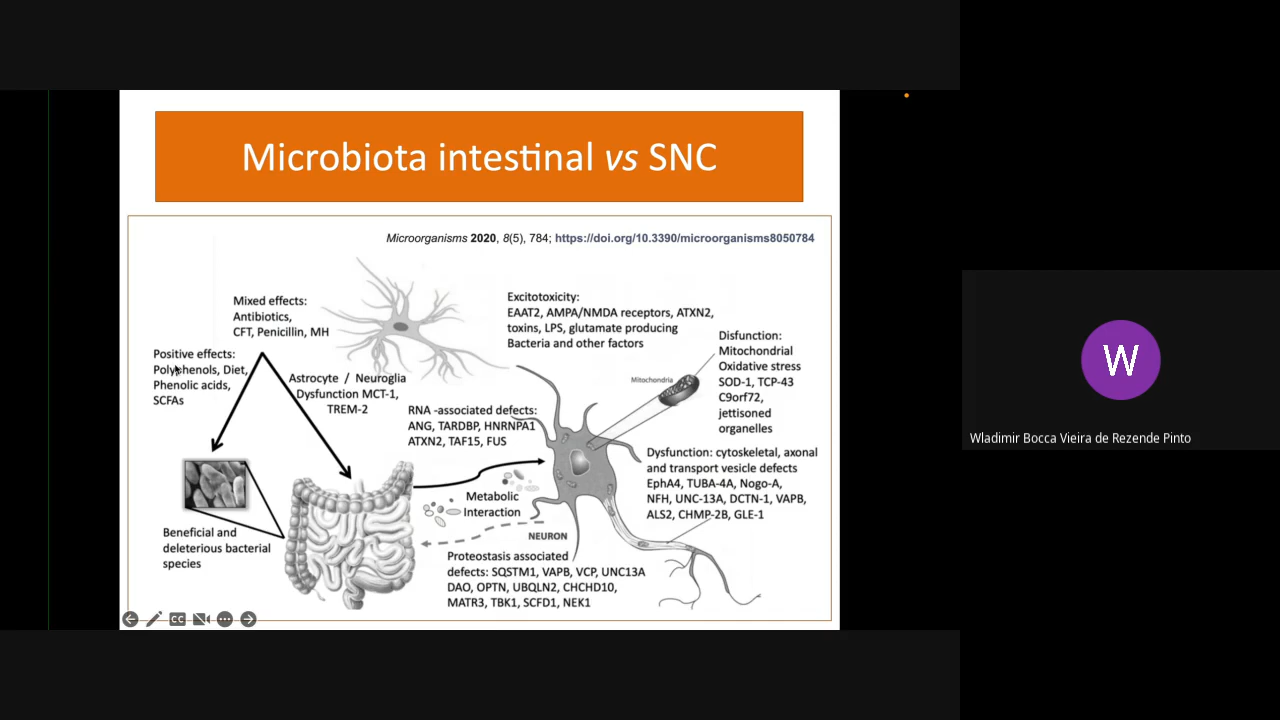 Microbiota intestinal vs SNC
Microorganisms 2020, 8(5), 784; https://doi.org/10.3390/microorganisms8050784
Mixed effects:
Antibiotics,
CFT, Penicillin, MH
Positive effects:
Polyphenols, Diet,
Phenolic acids,
SCFAs
Astrocyte / Neuroglia
Dysfunction MCT-1,
TREM-2
Excitotoxicity:
EAAT2, AMPA/NMDA receptors, ATXN2,
toxins, LPS, glutamate producing
Bacteria and other factors
Disfunction:
Mitochondrial
Oxidative stress
SOD-1, TCP-43
C9orf72,
jettisoned
organelles
Mitochondria
RNA -associated defects:
ANG, TARDBP, HNRNPA1
ATXN2, TAF15, FUS
Dysfunction: cytoskeletal, axonal
and transport vesicle defects
EphA4, TUBA-4A, Nogo-A,
NFH, UNC-13A, DCTN-1, VAPB,
ALS2, CHMP-2B, GLE-1
Metabolic
Interaction
NEURON
Beneficial and
deleterious bacterial
species
Proteostasis associated
defects: SQSTM1, VAPB, VCP, UNC13A
DAO, OPTN, UBQLN2, CHCHD10,
MATR3, TBK1, SCFD1, NEK1
CC
W
Wladimir Bocca Vieira de Rezende Pinto